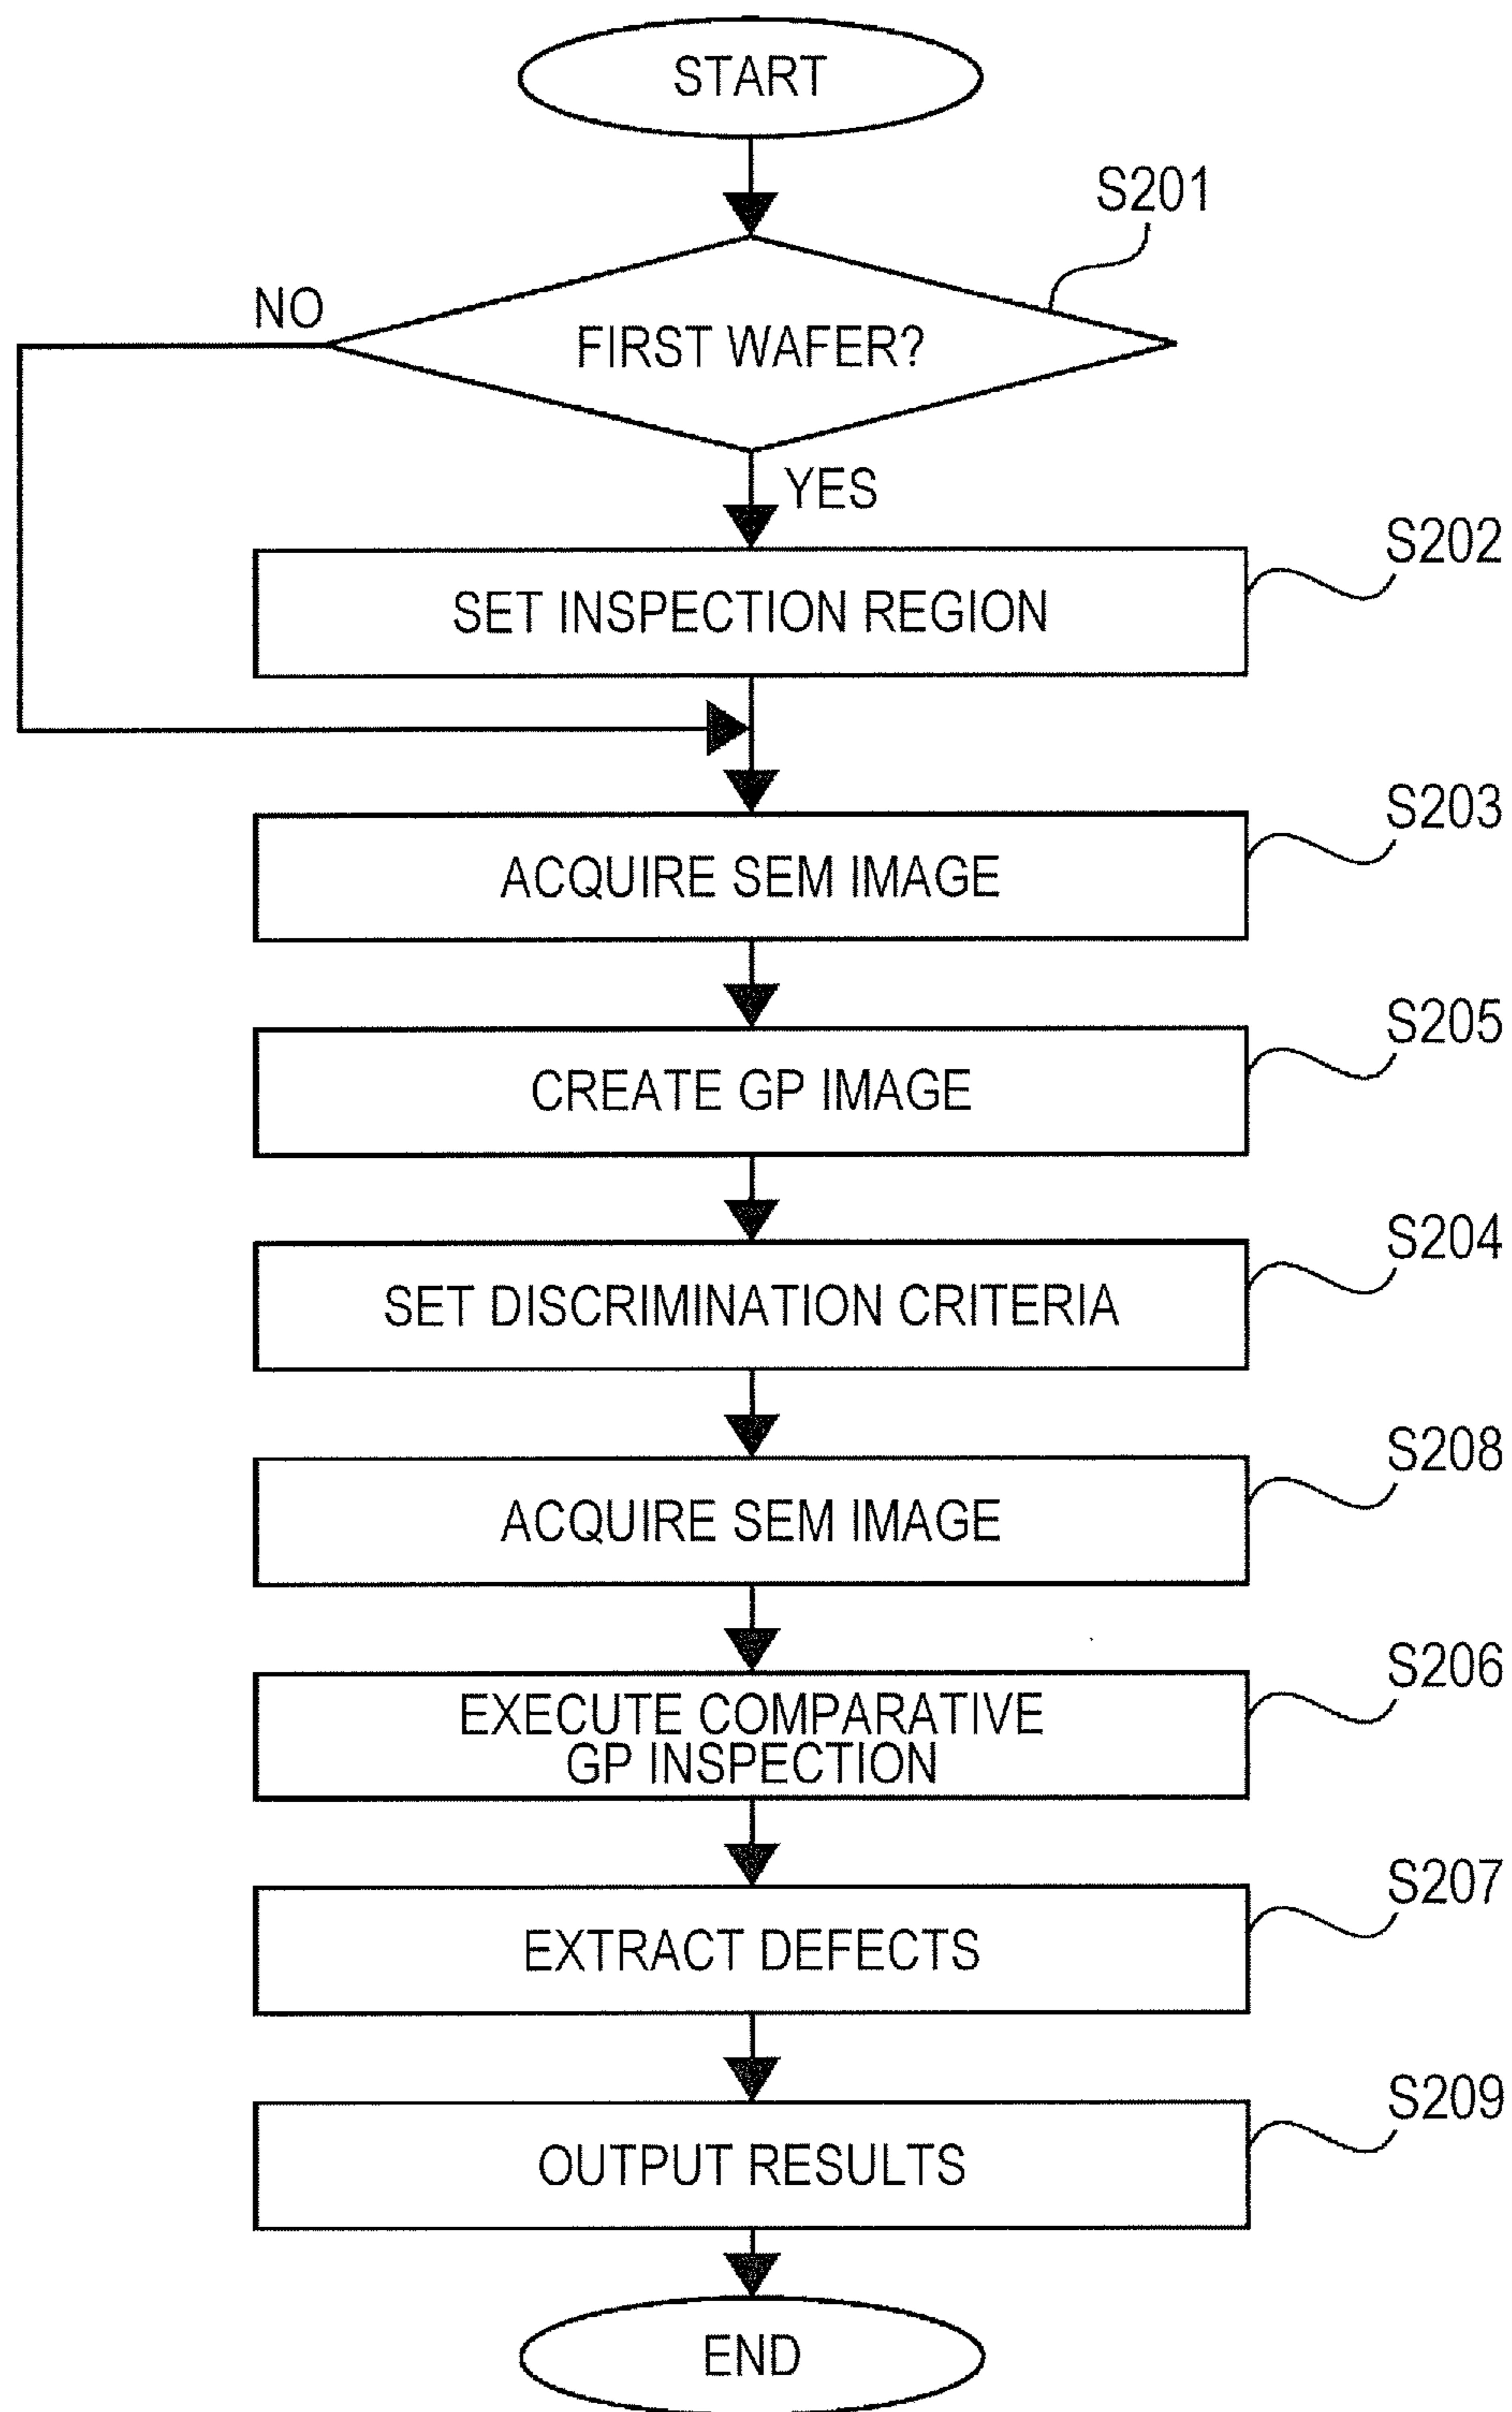 START
S201
NO
FIRST WAFER?
YES
S202
SET INSPECTION REGION
S203
ACQUIRE SEM IMAGE
S205
CREATE GP IMAGE
S204
SET DISCRIMINATION CRITERIA
S208
ACQUIRE SEM IMAGE
S206
EXECUTE COMPARATIVE
GP INSPECTION
S207
EXTRACT DEFECTS
S209
OUTPUT RESULTS
END